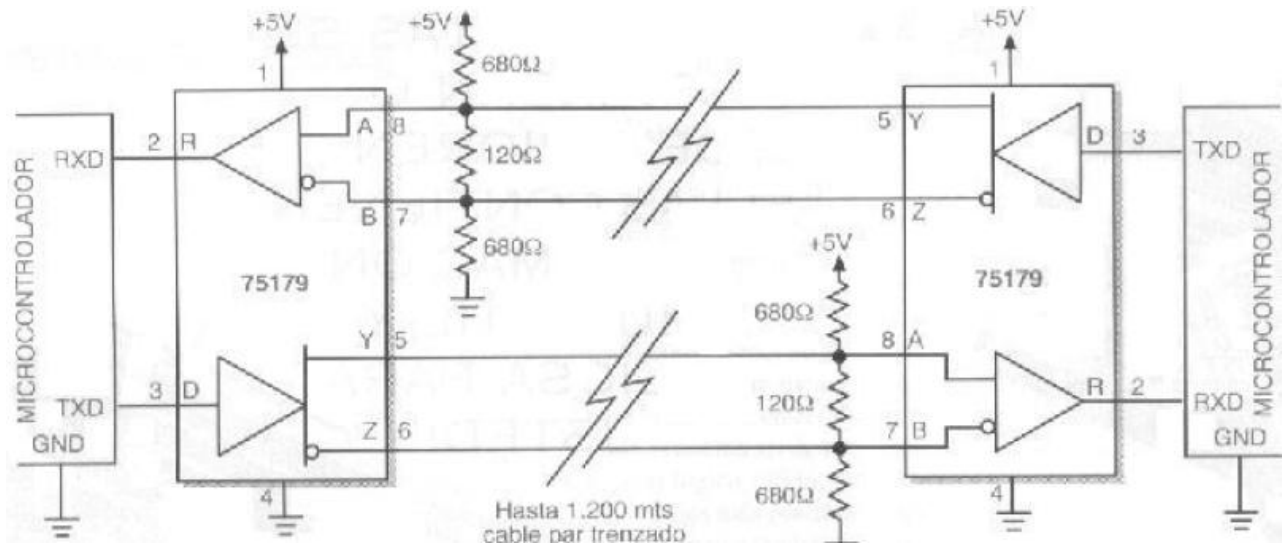 +5V
+5V
+5V
1
680Ω
1
A
8
5
Y
2
R
D
3
RXD
120Ω
TXD
B
7
6
Z
680Ω
+5V
MICROCONTROLADOR
75179
75179
MICROCONTROLADOR
680Ω
Y
5
8
A
TXD
3
D
120Ω
R
2
RXD
GND
Z
6
7
B
GND
4
680Ω
4
Hasta 1.200 mts
cable par trenzado